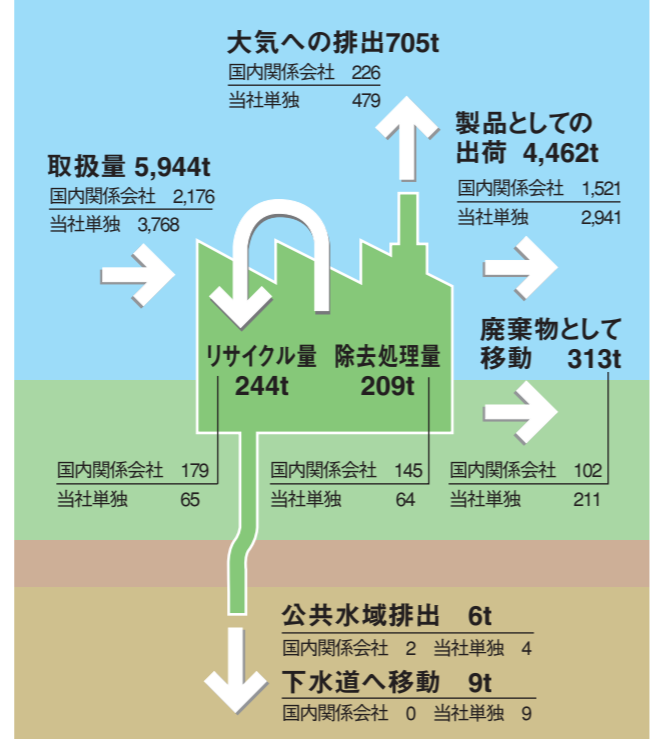 大気への排出705t
国内関係会社 226
当社単独 479
製品としての
出荷 4,462t
国内関係会社 1,521
当社単独 2,941
取扱量 5,944t
国内関係会社 2,176
当社単独 3,768
廃棄物として
移動 313t
リサイクル量
244t
除去処理量
209t
国内関係会社 179
当社単独 65
国内関係会社 145
当社単独 64
国内関係会社 102
当社単独 211
公共水域排出 6t
国内関係会社 2 当社単独 4
下水道へ移動 9t
国内関係会社 0 当社単独 9